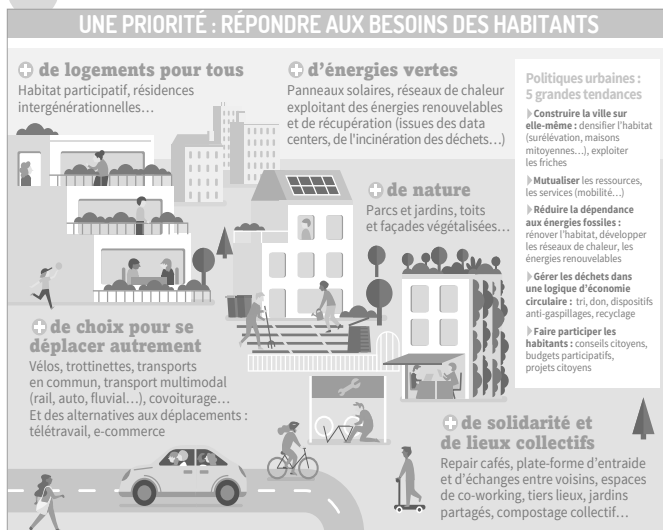 UNE PRIORITÉ : RÉPONDRE AUX BESOINS DES HABITANTS
+ de logements pour tous
Habitat participatif, résidences
intergénérationnelles…
+ d’énergies vertes
Panneaux solaires, réseaux de chaleur
exploitant des énergies renouvelables
et de récupération (issues des data
centers, de l'incinération des déchets…)
+ de nature
Parcs et jardins, toits
et façades végétalisées…
+ de choix pour se
déplacer autrement
Vélos, trottinettes, transports
en commun, transport multimodal
(rail, auto, fluvial…), covoiturage…
Et des alternatives aux déplacements :
télétravail, e-commerce
+ de solidarité et
de lieux collectifs
Repair cafés, plate-forme d’entraide
et d’échanges entre voisins, espaces
de co-working, tiers lieux, jardins
partagés, compostage collectif…
Politiques urbaines :
5 grandes tendances
Construire la ville sur
elle-même : densifier l’habitat
(surélévation, maisons
mitoyennes…), exploiter
les friches
Mutualiser les ressources,
les services (mobilité…)
Réduire la dépendance
aux énergies fossiles :
rénover l’habitat, développer
les réseaux de chaleur, les
énergies renouvelables
Gérer les déchets dans
une logique d’économie
circulaire : tri, don, dispositifs
anti-gaspillages, recyclage
Faire participer les
habitants : conseils citoyens,
budgets participatifs,
projets citoyens